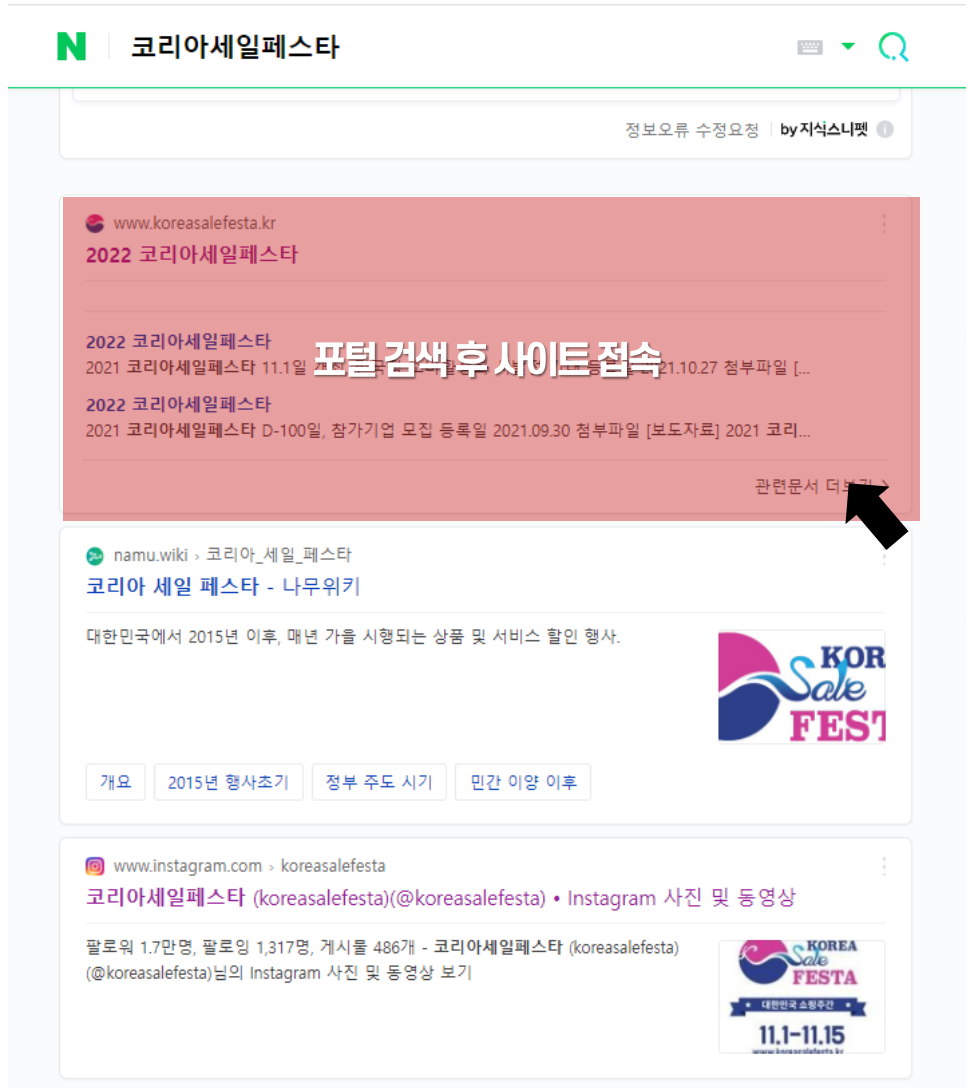 N 코리아세일페스타
정보오류 수정요청 by 지식스니펫
www.koreasalefesta.kr
2022 코리아세일페스타
2022 코리아세일페스타
2021 코리아세일페스타 11.1일
포털 검색 후 사이트 접속
2021.10.27 첨부파일 [...
2022 코리아세일페스타
2021 코리아세일페스타 D-100일, 참가기업 모집 등록일 2021.09.30 첨부파일 [보도자료] 2021 코리...
관련문서 더보기
namu.wiki › 코리아_세일_페스타
코리아 세일 페스타 - 나무위키
대한민국에서 2015년 이후, 매년 가을 시행되는 상품 및 서비스 할인 행사.
KOR
Sale
FEST
개요 2015년 행사초기 정부 주도 시기 민간 이양 이후
www.instagram.com › koreasalefesta
코리아세일페스타 (koreasalefesta)(@koreasalefesta) • Instagram 사진 및 동영상
팔로워 1.7만명, 팔로잉 1,317명, 게시물 486개 - 코리아세일페스타 (koreasalefesta)
(@koreasalefesta)님의 Instagram 사진 및 동영상 보기
KOREA
Sale
FESTA
대한민국 쇼핑주간
11.1-11.15
www.koreasalefesta.kr